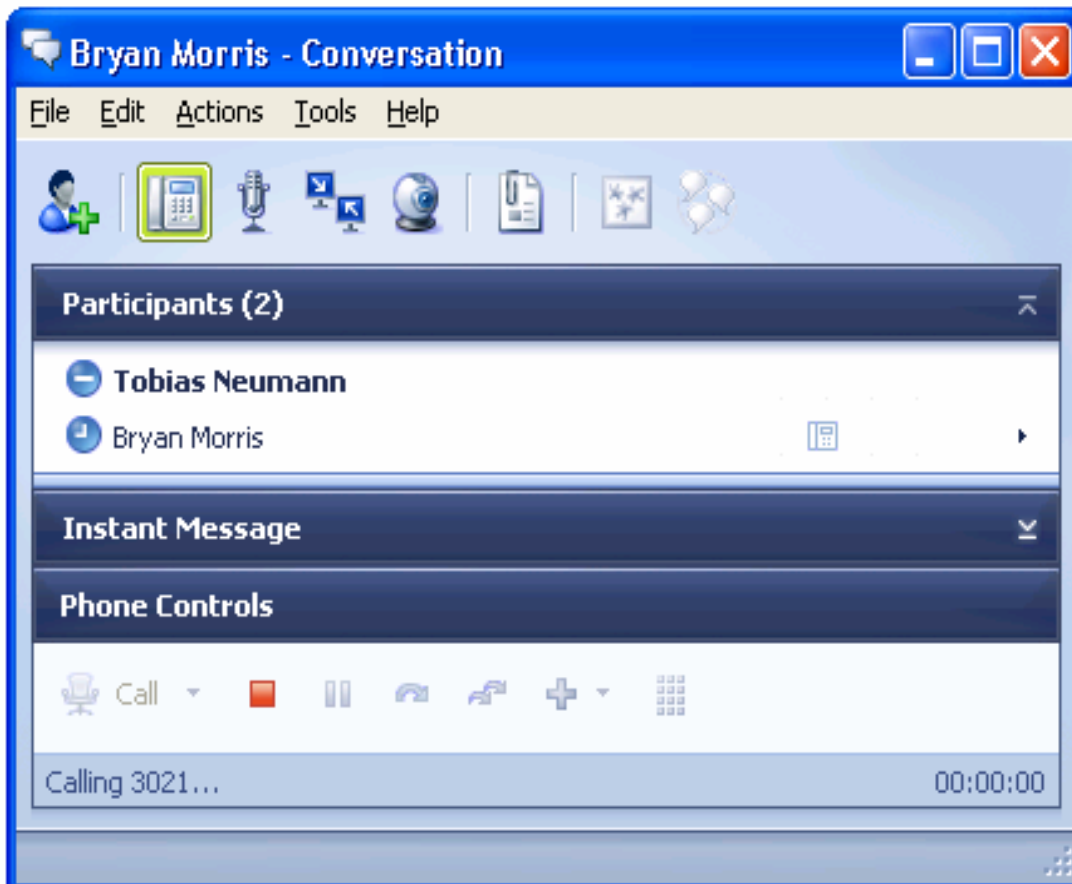 Bryan Morris - Conversation
File Edit Actions Tools Help
Participants (2)
Tobias Neumann
Bryan Morris
Instant Message
Phone Controls
Call
Calling 3021... 00:00:00